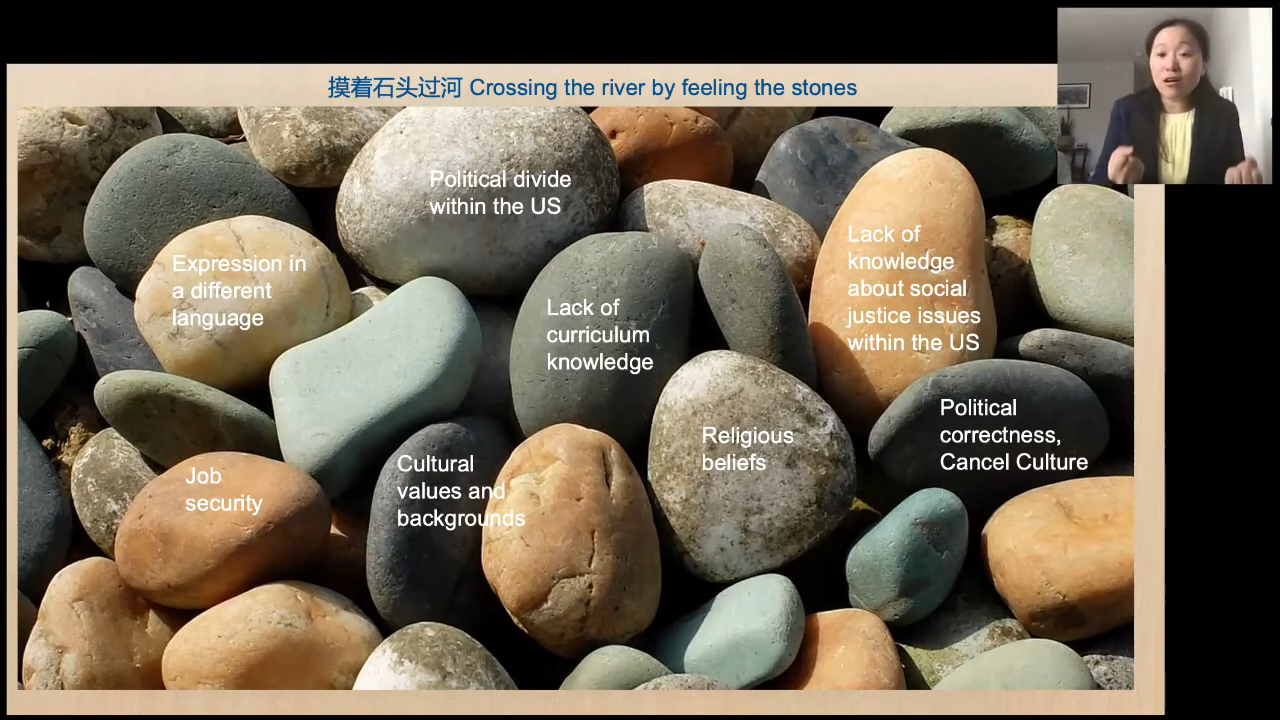 摸着石头过河 Crossing the river by feeling the stones
Political divide
within the US
Expression in
a different
language
Lack of
curriculum
knowledge
Lack of
knowledge
about social
justice issues
within the US
Job
security
Cultural
values and
backgrounds
Religious
beliefs
Political
correctness,
Cancel Culture